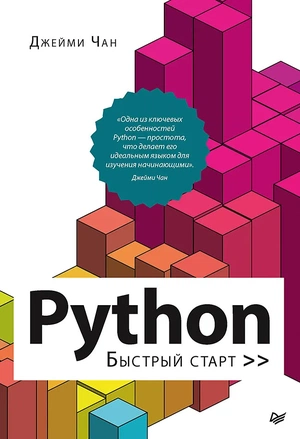 Джейми Чан
«Одна из ключевых
особенностей
Python — простота,
что делает его
идеальным языком для
изучения начинающими».
Джейми Чан
Python
Быстрый старт >>